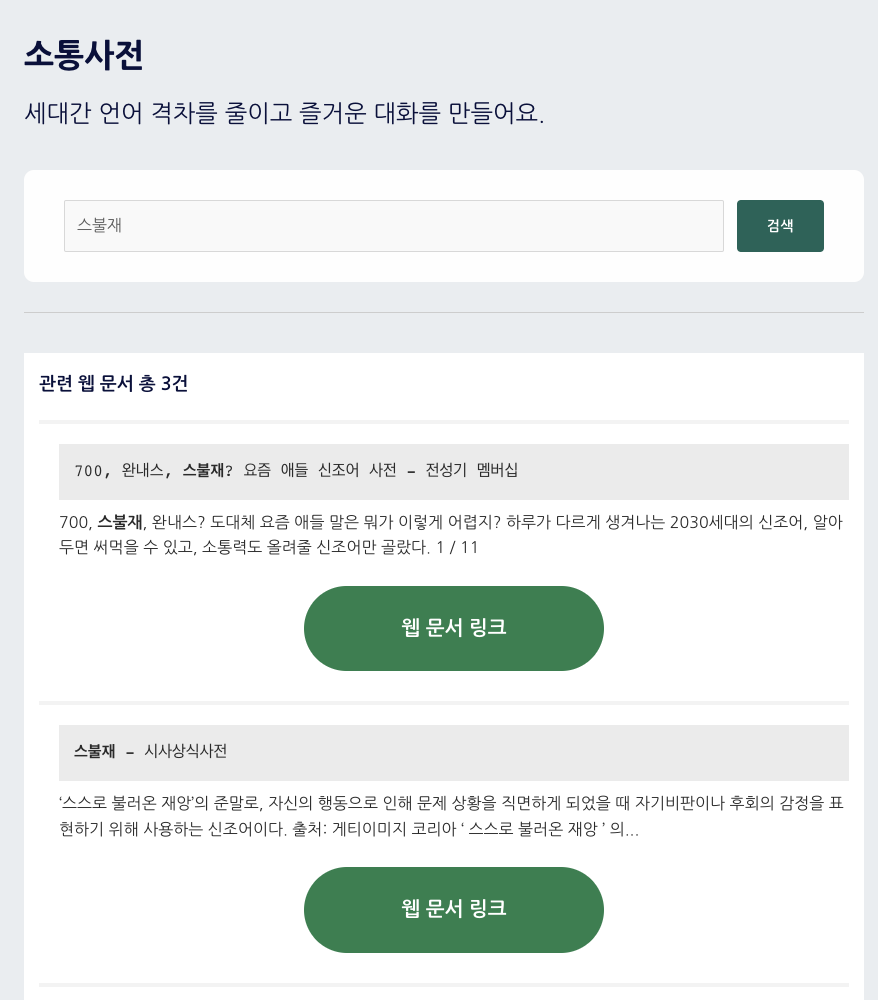 소통사전
세대간 언어 격차를 줄이고 즐거운 대화를 만들어요.
스불재
검색
관련 웹 문서 총 3건
700, 완내스, 스불재? 요즘 애들 신조어 사전 – 전성기 멤버십
700, 스불재, 완내스? 도대체 요즘 애들 말은 뭐가 이렇게 어렵지? 하루가 다르게 생겨나는 2030세대의 신조어, 알아
두면 써먹을 수 있고, 소통력도 올려줄 신조어만 골랐다. 1 / 11
웹 문서 링크
스불재 – 시사상식사전
‘스스로 불러온 재앙’의 준말로, 자신의 행동으로 인해 문제 상황을 직면하게 되었을 때 자기비판이나 후회의 감정을 표
현하기 위해 사용하는 신조어이다. 출처: 게티이미지 코리아 ‘ 스스로 불러온 재앙 ’ 의...
웹 문서 링크